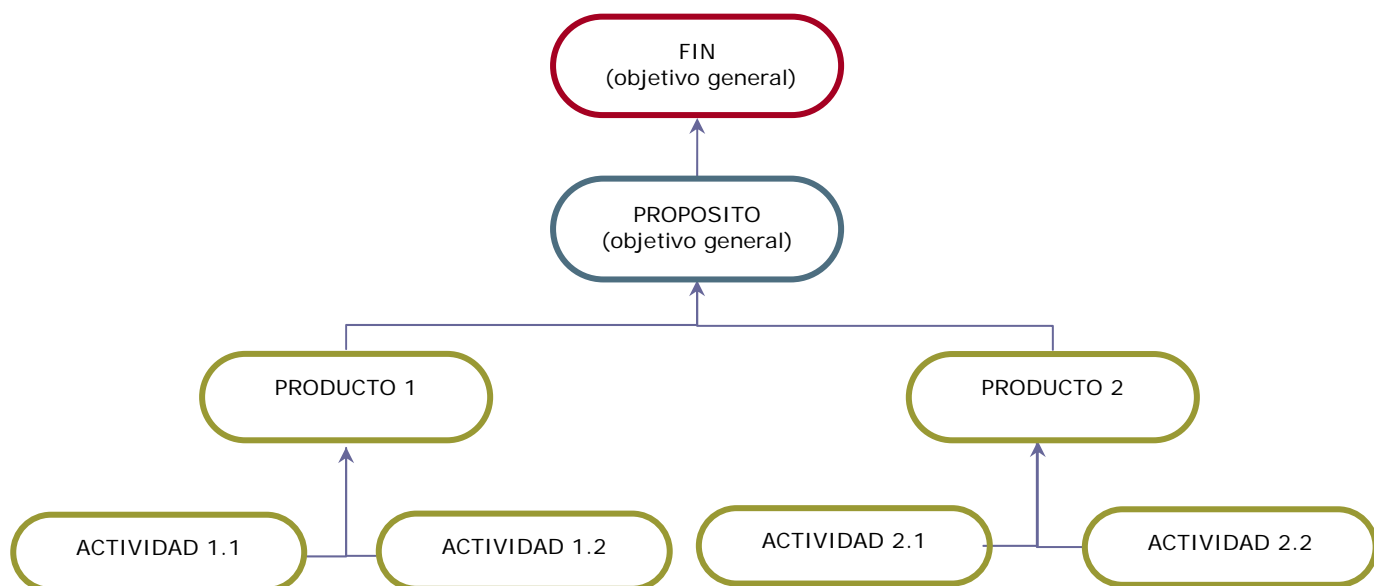 FIN
(objetivo general)
PROPOSITO
(objetivo general)
PRODUCTO 1
PRODUCTO 2
ACTIVIDAD 1.1
ACTIVIDAD 1.2
ACTIVIDAD 2.1
ACTIVIDAD 2.2